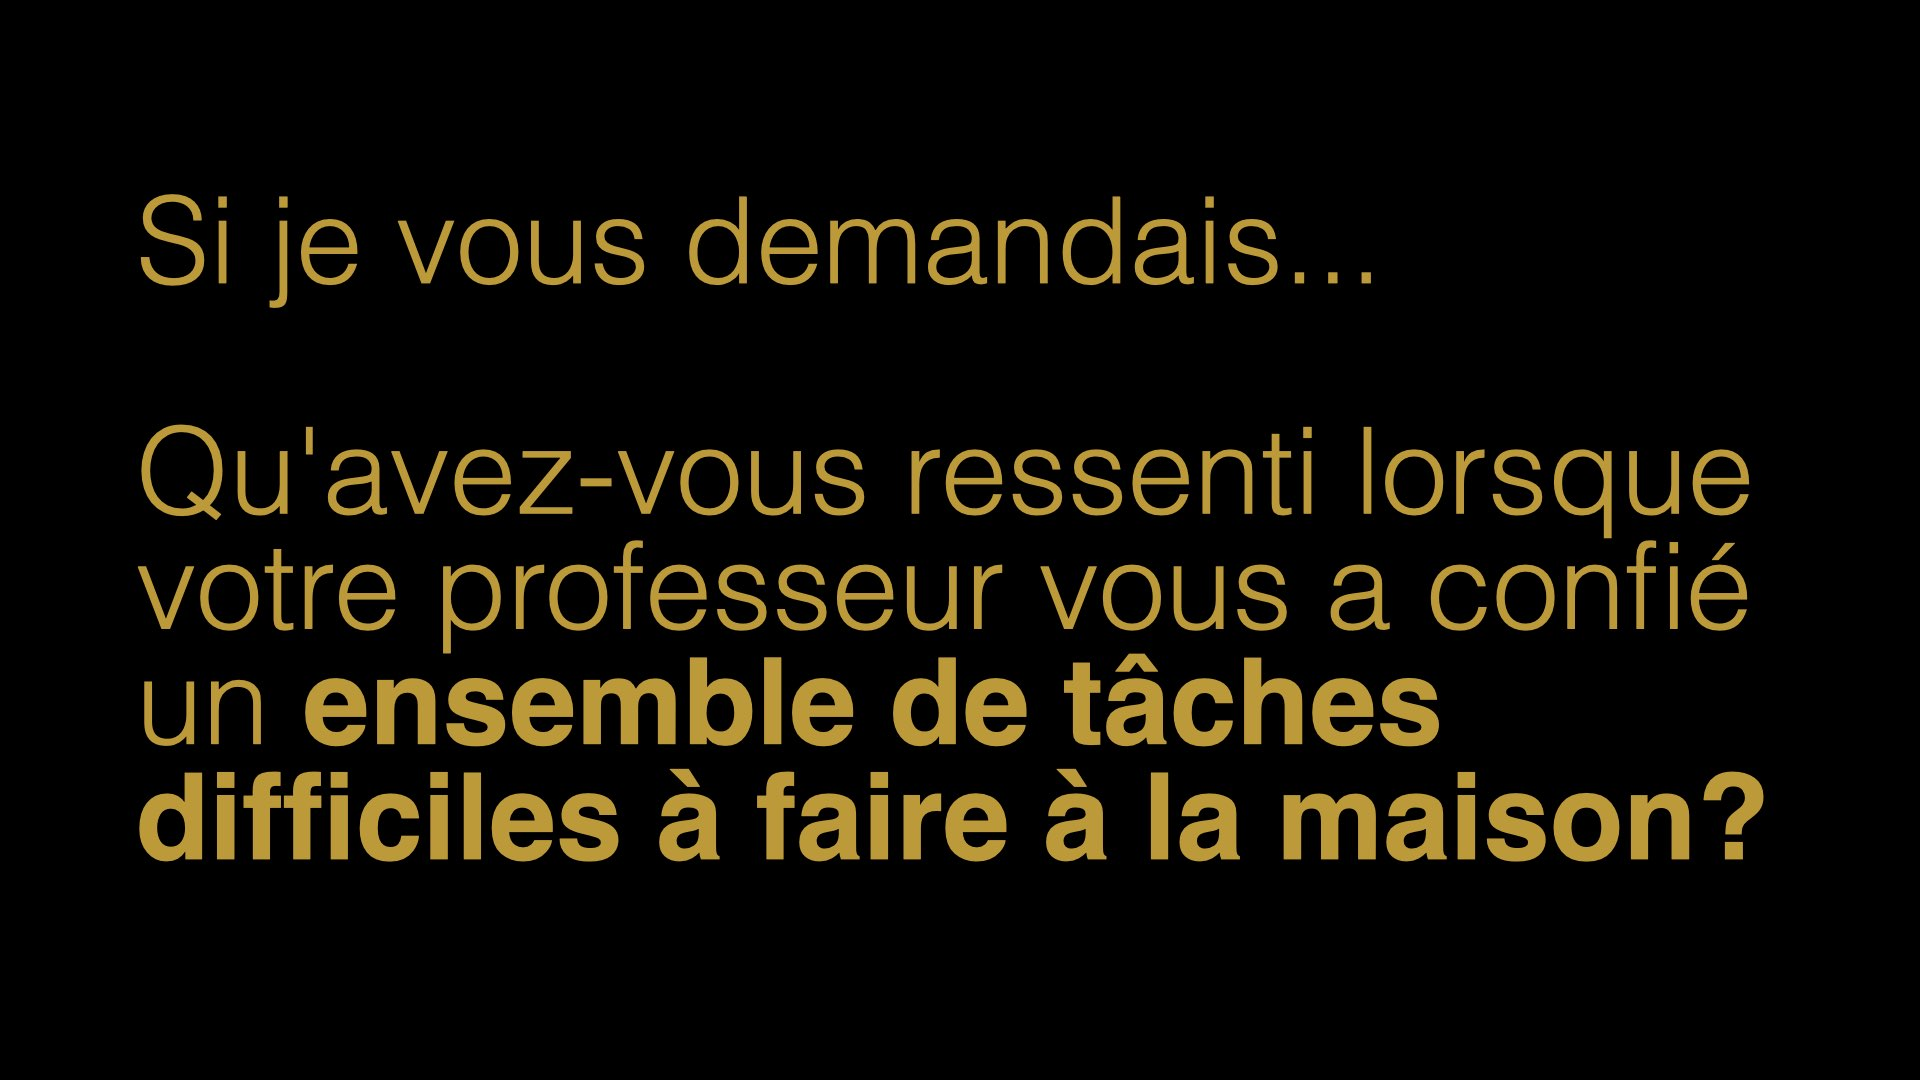 Si je vous demandais...
Qu'avez-vous ressenti lorsque
votre professeur vous a confié
un ensemble de tâches
difficiles à faire à la maison?